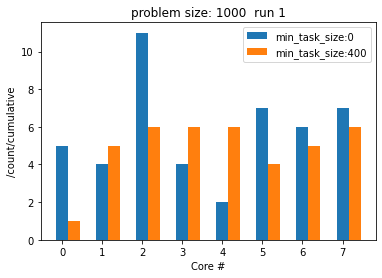 problem size: 1000  run 1
min_task_size:0
min_task_size:400
/count/cumulative
10
8
6
4
2
0
0 1 2 3 4 5 6 7
Core #